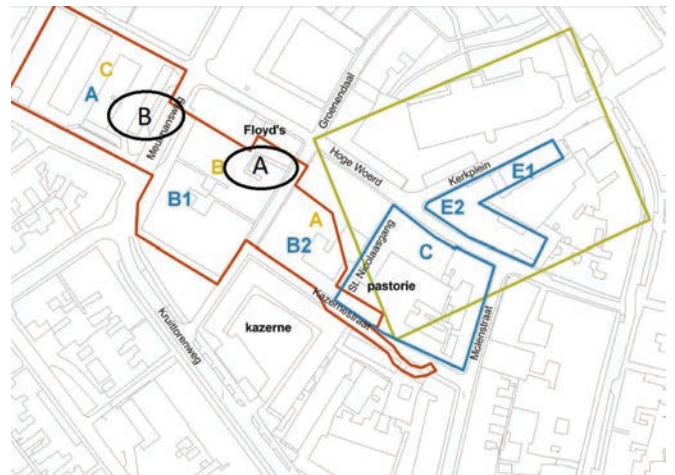 C
A
B
Meulmansweg
Floyd's
Groenendaal
B
A
Hoge Woerd
Kerkplein
E1
E2
B1
A
B2
St. Nicolaasgang
C
pastorie
Kazernestraat
kazerne
Kruittorenweg
Molenstraat